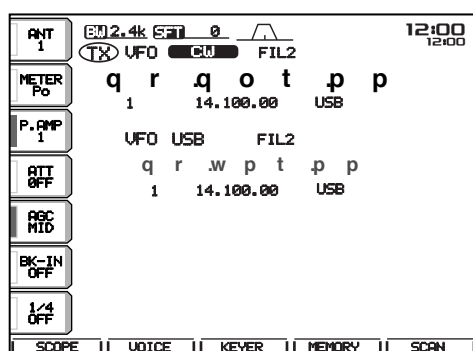 ANT
1
BW 2.4k SFT 0
12:00
12:00
TX VFO CW FIL2
METER
Po
q r .q o t .p p
1 14.100.00 USB
P.AMP
1
VFO USB FIL2
ATT
OFF
q r .w p t .p p
1 14.100.00 USB
AGC
MID
BK-IN
OFF
1/4
OFF
SCOPE VOICE KEYER MEMORY SCAN